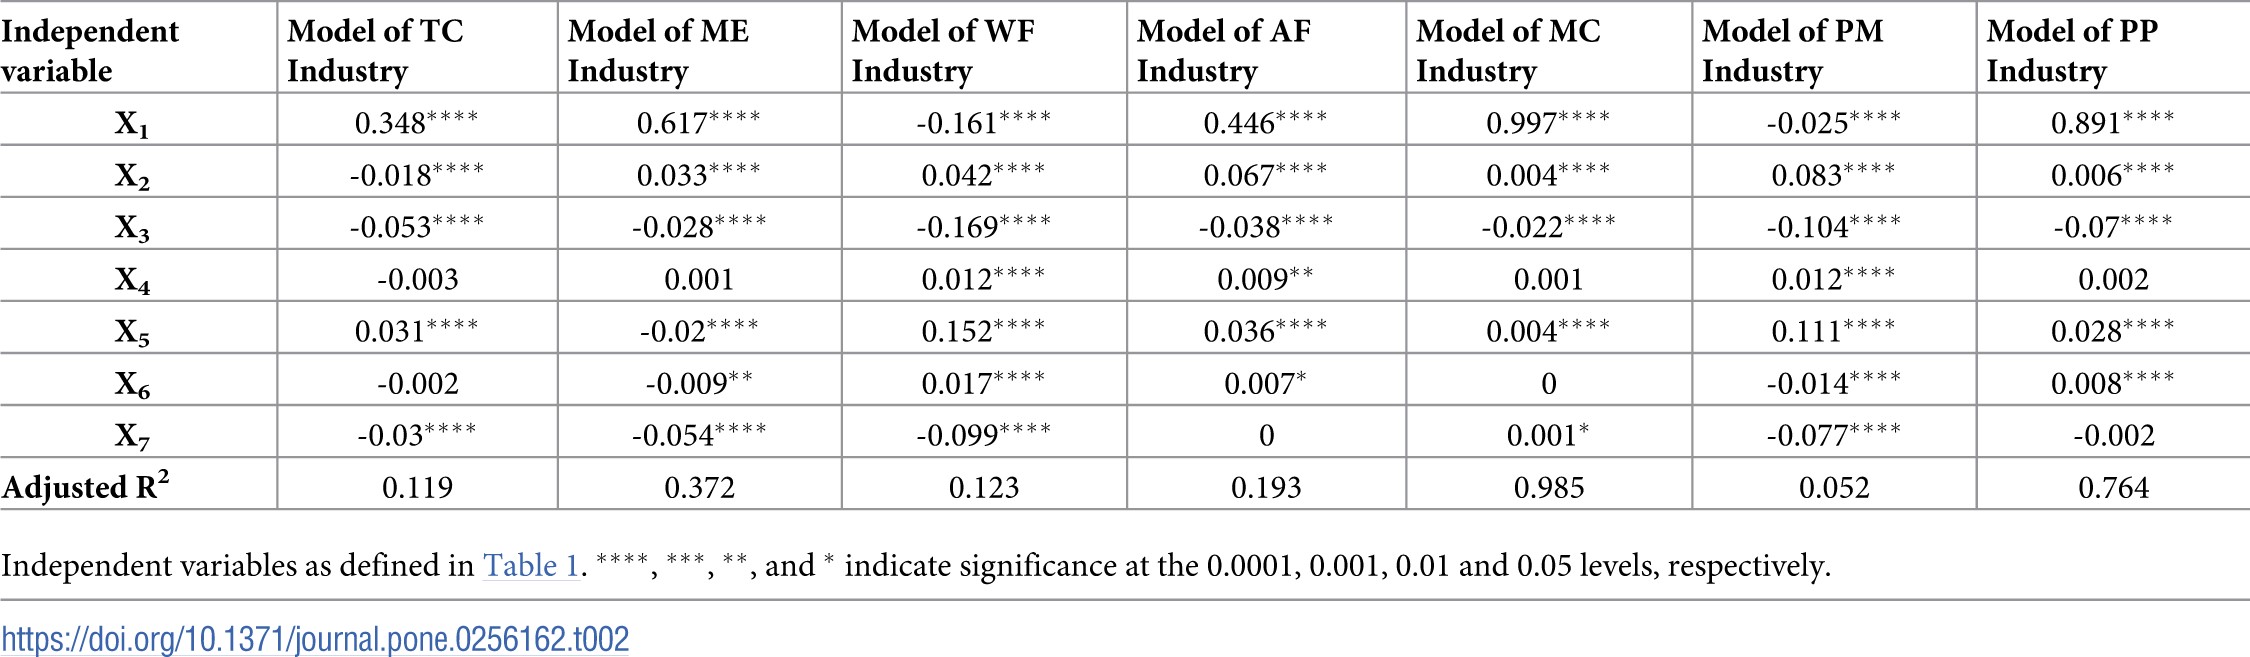 Independent variable | Model of TC Industry | Model of ME Industry | Model of WF Industry | Model of AF Industry | Model of MC Industry | Model of PM Industry | Model of PP Industry
X1 | 0.348**** | 0.617**** | -0.161**** | 0.446**** | 0.997**** | -0.025**** | 0.891****
X2 | -0.018**** | 0.033**** | 0.042**** | 0.067**** | 0.004**** | 0.083**** | 0.006****
X3 | -0.053**** | -0.028**** | -0.169**** | -0.038**** | -0.022**** | -0.104**** | -0.07****
X4 | -0.003 | 0.001 | 0.012**** | 0.009** | 0.001 | 0.012**** | 0.002
X5 | 0.031**** | -0.02**** | 0.152**** | 0.036**** | 0.004**** | 0.111**** | 0.028****
X6 | -0.002 | -0.009** | 0.017**** | 0.007* | 0 | -0.014**** | 0.008****
X7 | -0.03**** | -0.054**** | -0.099**** | 0 | 0.001* | -0.077**** | -0.002
Adjusted R2 | 0.119 | 0.372 | 0.123 | 0.193 | 0.985 | 0.052 | 0.764
Independent variables as defined in Table 1. ****, ***, **, and * indicate significance at the 0.0001, 0.001, 0.01 and 0.05 levels, respectively.
https://doi.org/10.1371/journal.pone.0256162.t002